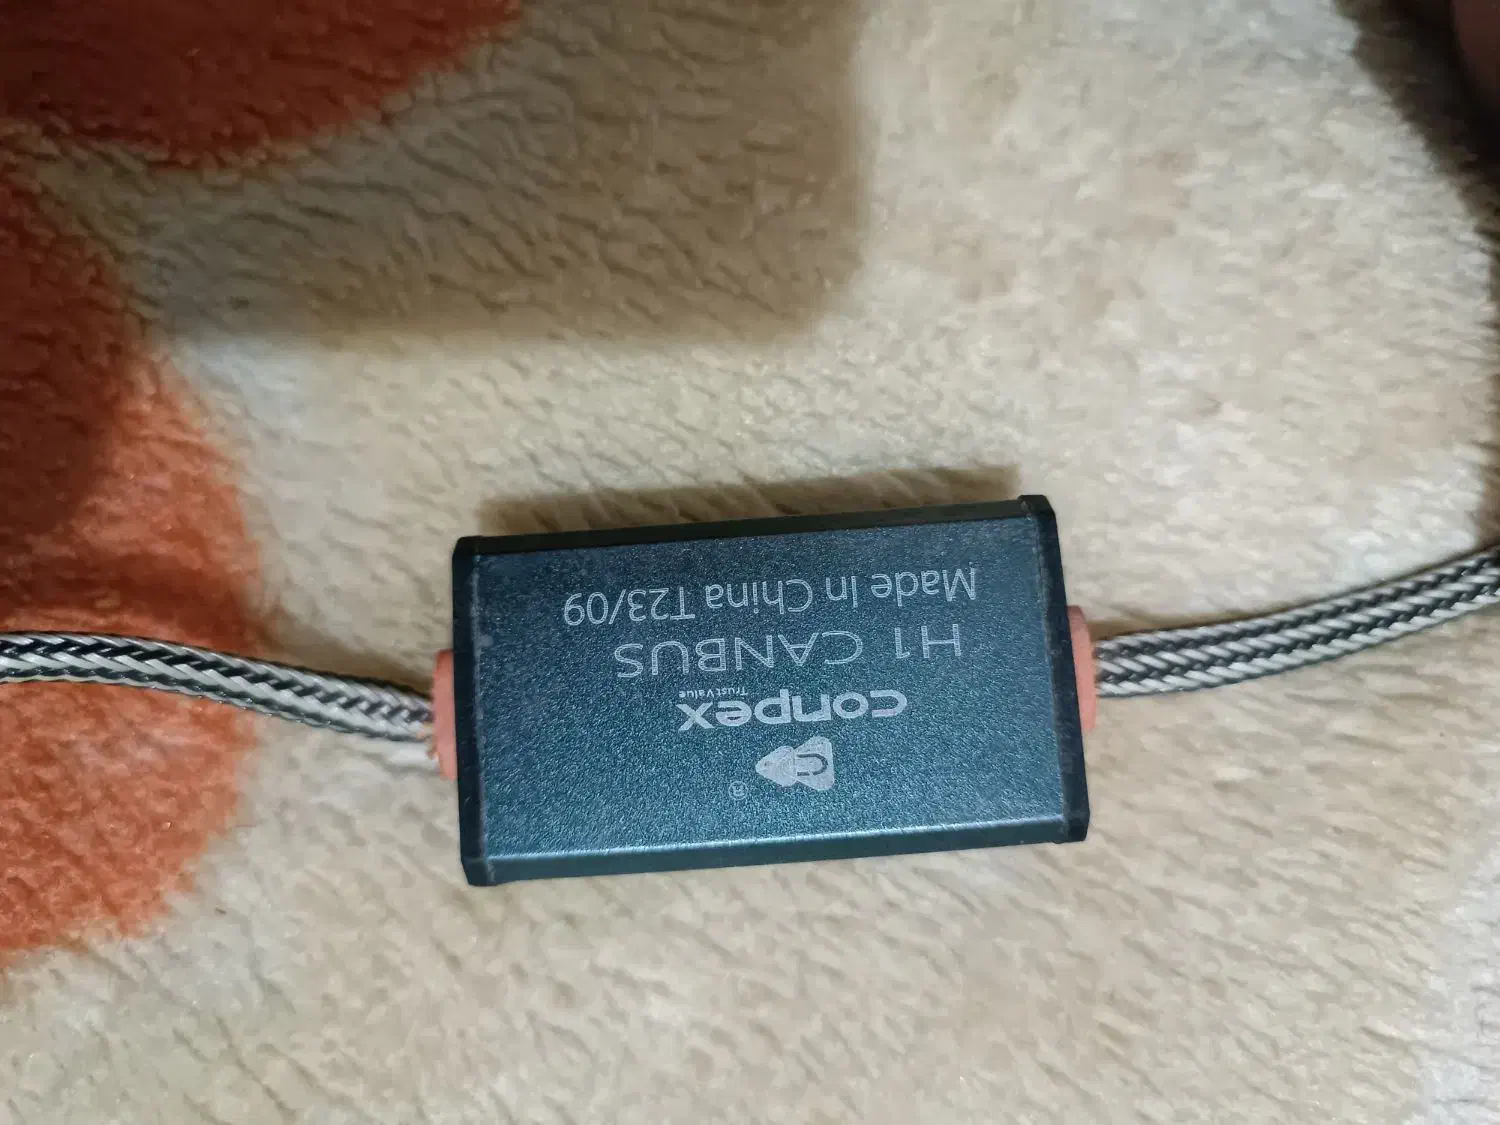 ®
conpex
Trust Value
H1 CANBUS
Made In China T23/09